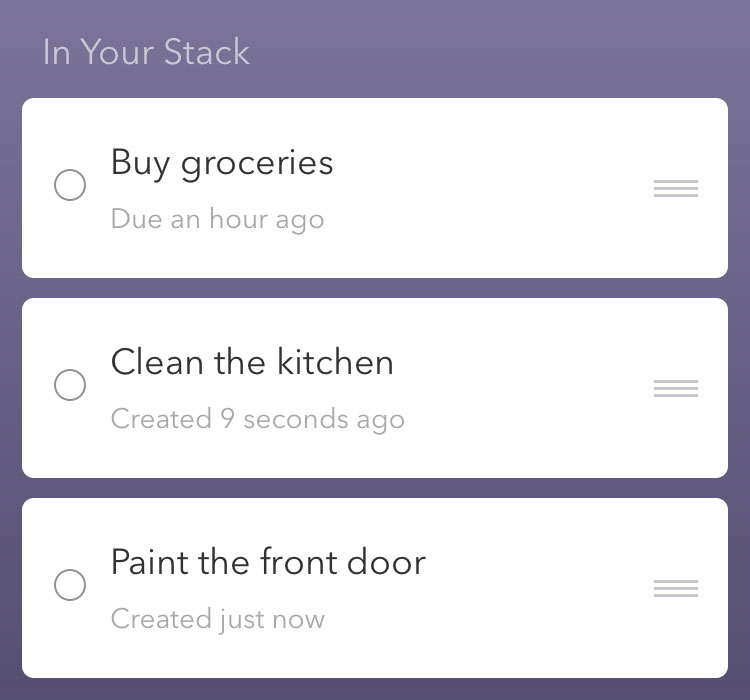 In Your Stack
Buy groceries
Due an hour ago
Clean the kitchen
Created 9 seconds ago
Paint the front door
Created just now